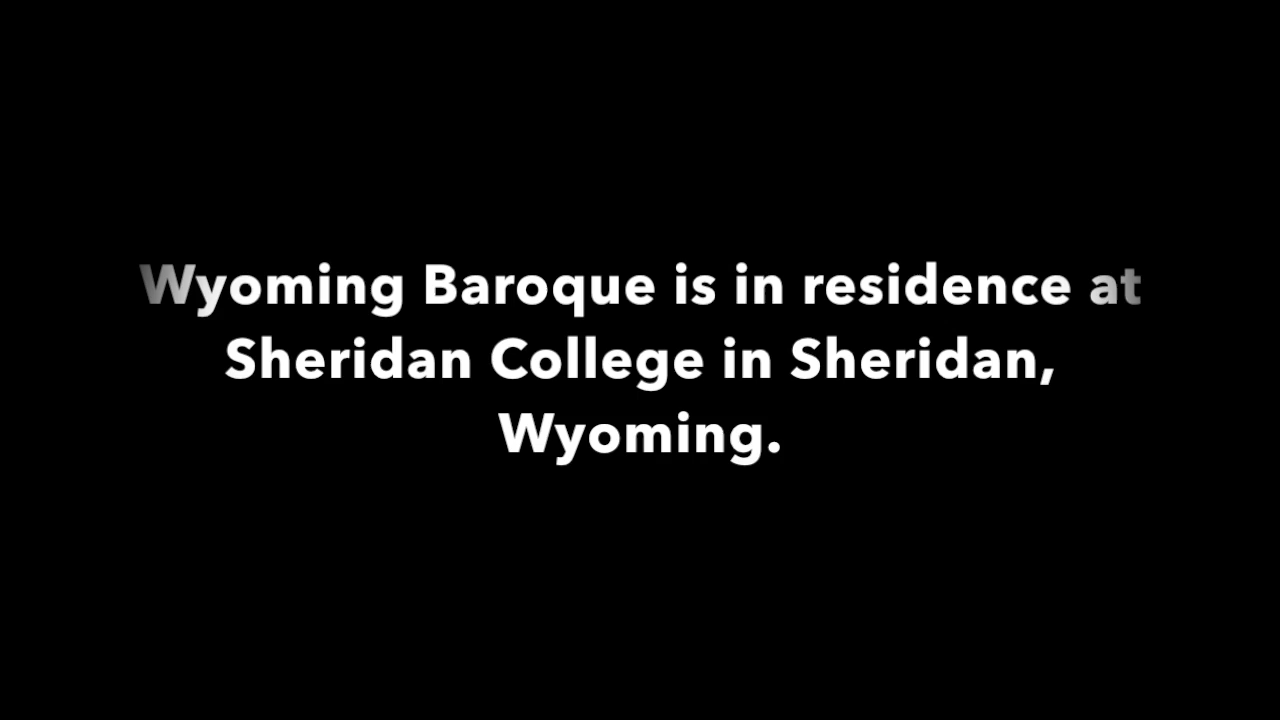 Wyoming Baroque is in residence at
Sheridan College in Sheridan,
Wyoming.